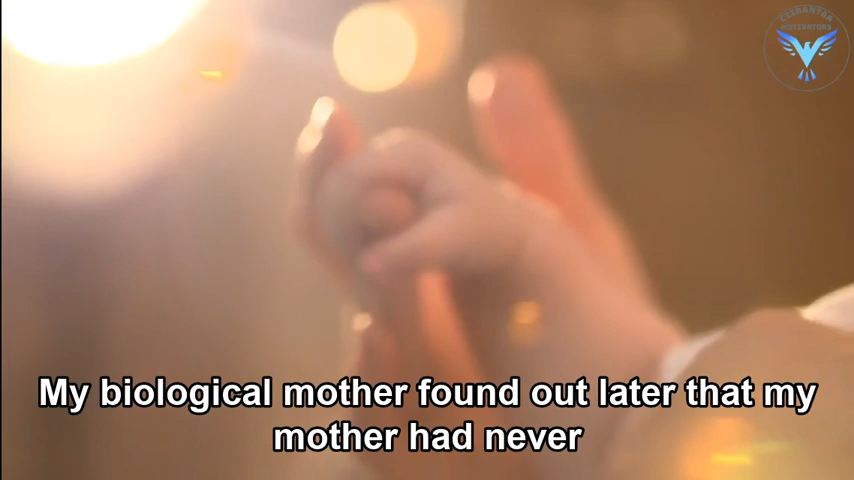 My biological mother found out later that my
mother had never